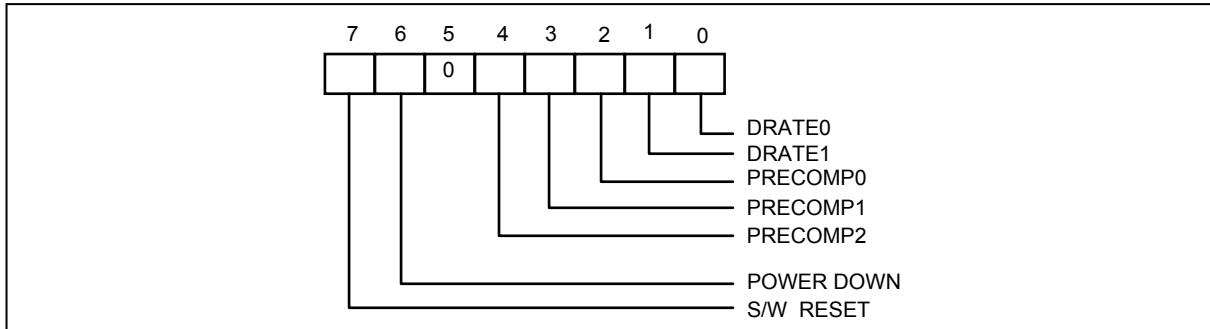 7 6 5 4 3 2 1 0
0
DRATE0
DRATE1
PRECOMP0
PRECOMP1
PRECOMP2
POWER DOWN
S/W RESET